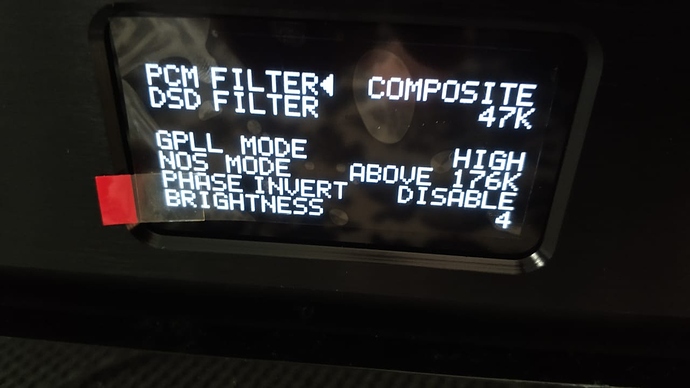 PCM FILTER◀ COMPOSITE
DSD FILTER 47K
GPLL MODE HIGH
NOS MODE ABOVE 176K
PHASE INVERT DISABLE
BRIGHTNESS 4